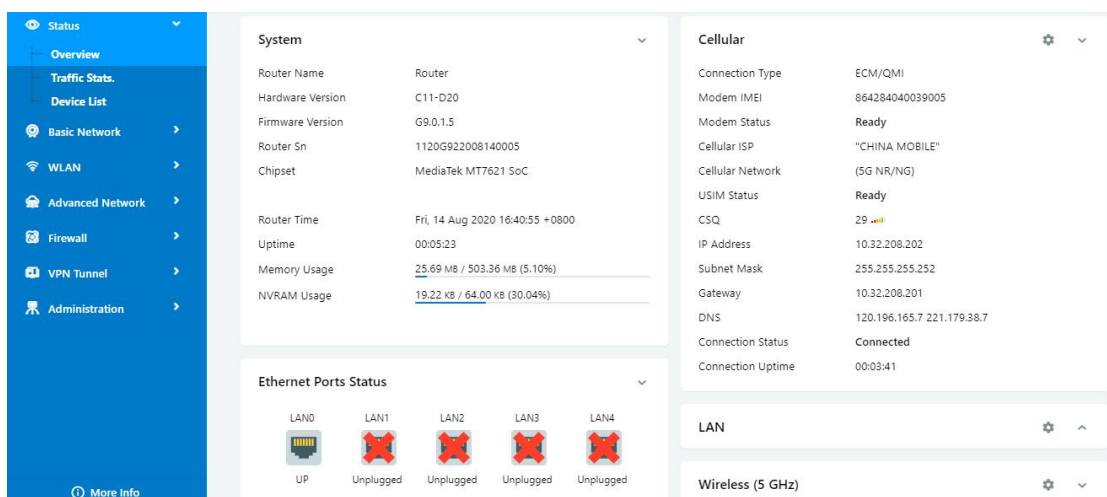 Status
Overview
Traffic Stats.
Device List
Basic Network
WLAN
Advanced Network
Firewall
VPN Tunnel
Administration
More Info
System
Router Name Router
Hardware Version C11-D20
Firmware Version G9.0.1.5
Router Sn 1120G922008140005
Chipset MediaTek MT7621 SoC
Router Time Fri, 14 Aug 2020 16:40:55 +0800
Uptime 00:05:23
Memory Usage 25.69 MB / 503.36 MB (5.10%)
NVRAM Usage 19.22 KB / 64.00 KB (30.04%)
Ethernet Ports Status
LAN0 LAN1 LAN2 LAN3 LAN4
UP Unplugged Unplugged Unplugged Unplugged
Cellular
Connection Type ECM/QMI
Modem IMEI 864284040039005
Modem Status Ready
Cellular ISP "CHINA MOBILE"
Cellular Network (5G NR/NG)
USIM Status Ready
CSQ 29
IP Address 10.32.208.202
Subnet Mask 255.255.255.252
Gateway 10.32.208.201
DNS 120.196.165.7 221.179.38.7
Connection Status Connected
Connection Uptime 00:03:41
LAN
Wireless (5 GHz)